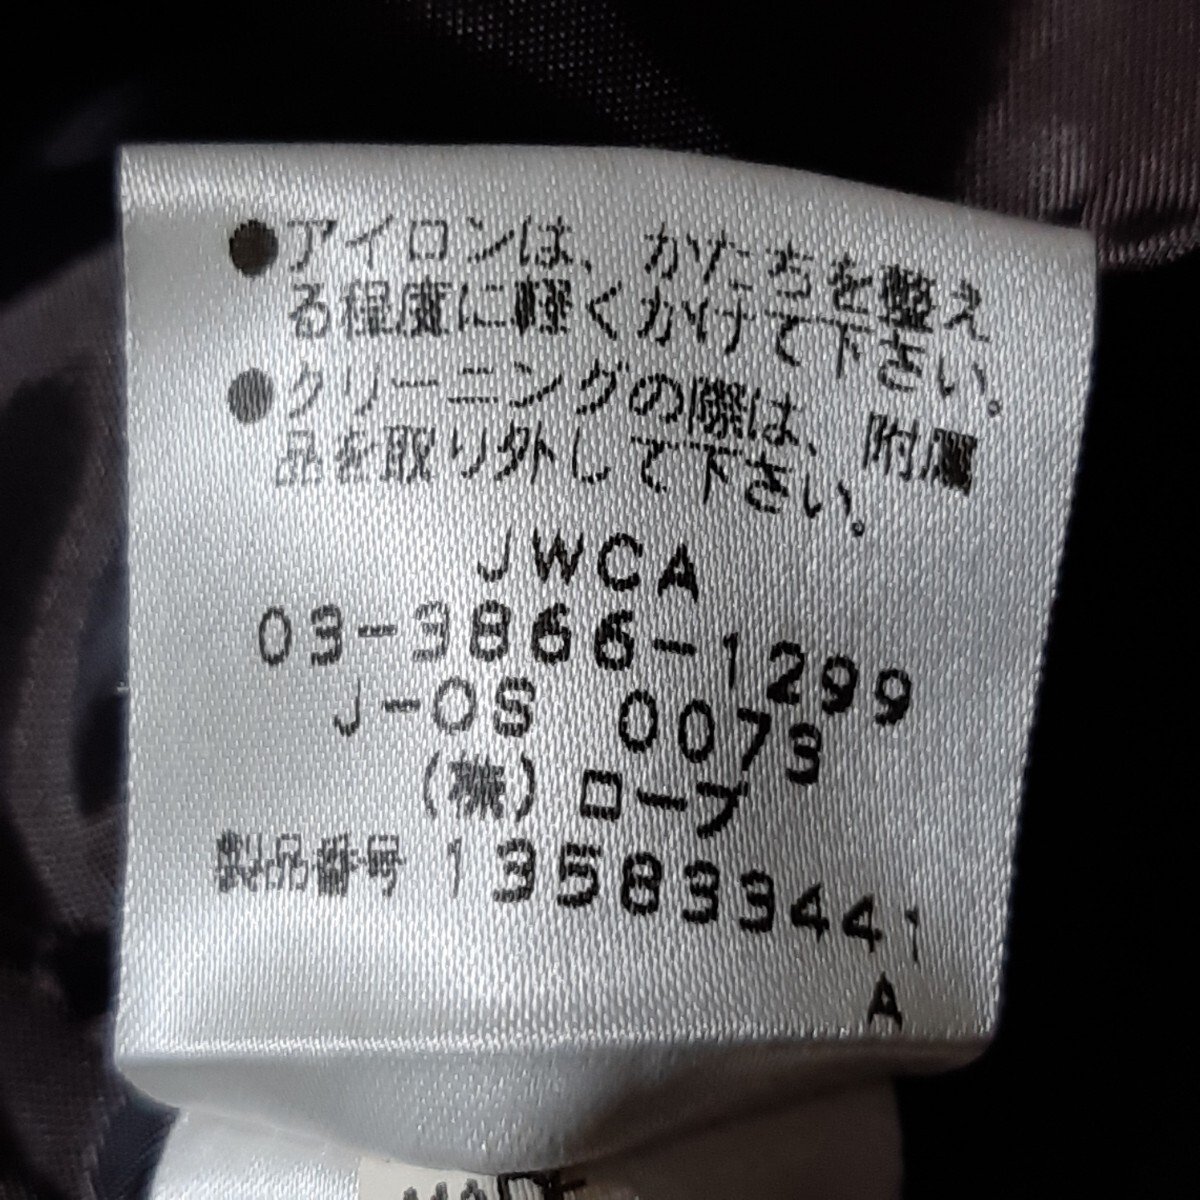 ●アイロンは、かたちを整え
る程度に軽くかけて下さい。
●クリーニングの際は、附属
品を取り外して下さい。
JWCA
03-3866-1299
J-OS 0073
(株)ロープ
製品番号 1358333441
A
MADE